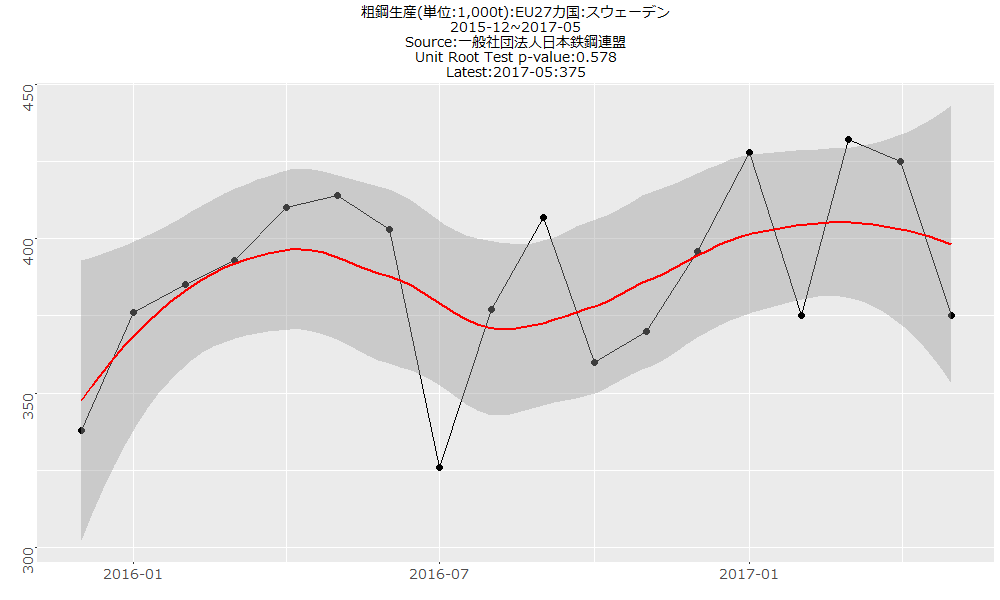 粗鋼生産(単位:1,000t):EU27カ国:スウェーデン
2015-12~2017-05
Source:一般社団法人日本鉄鋼連盟
Unit Root Test p-value:0.578
Latest:2017-05:375
450
400
350
300
2016-01
2016-07
2017-01